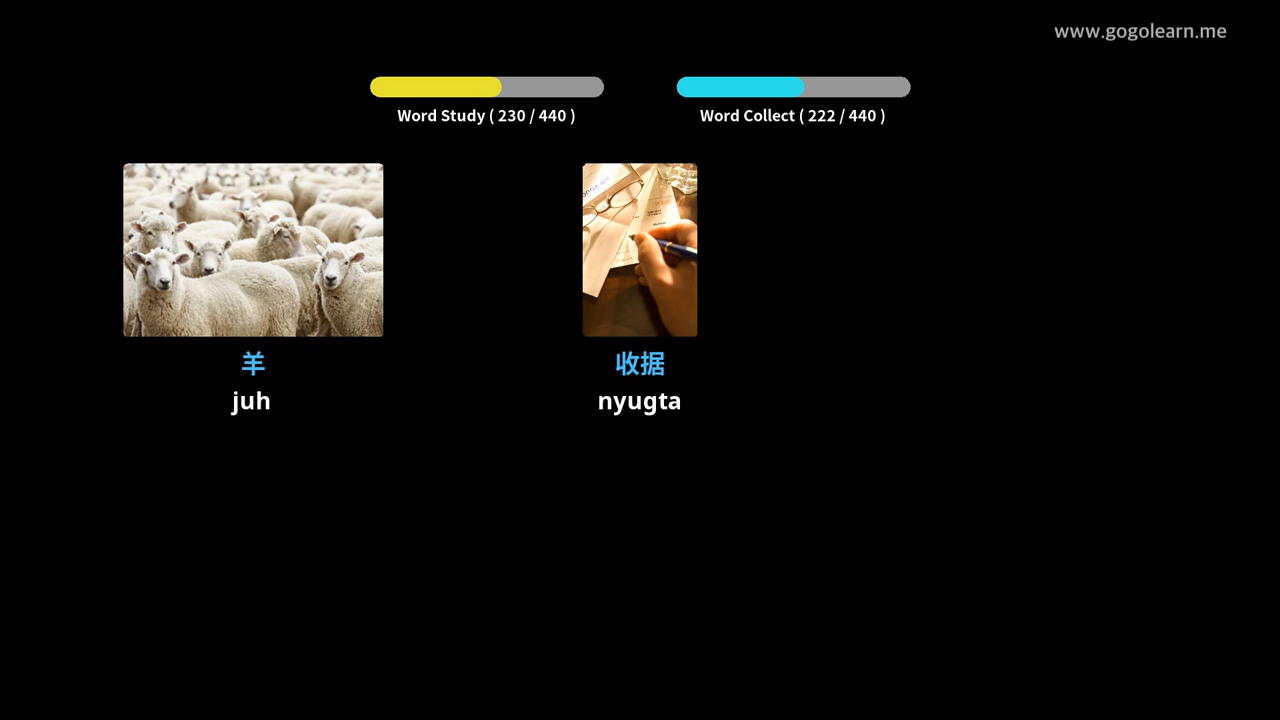 www.gogolearn.me
Word Study ( 230 / 440 )
Word Collect ( 222 / 440 )
羊
juh
收据
nyugta